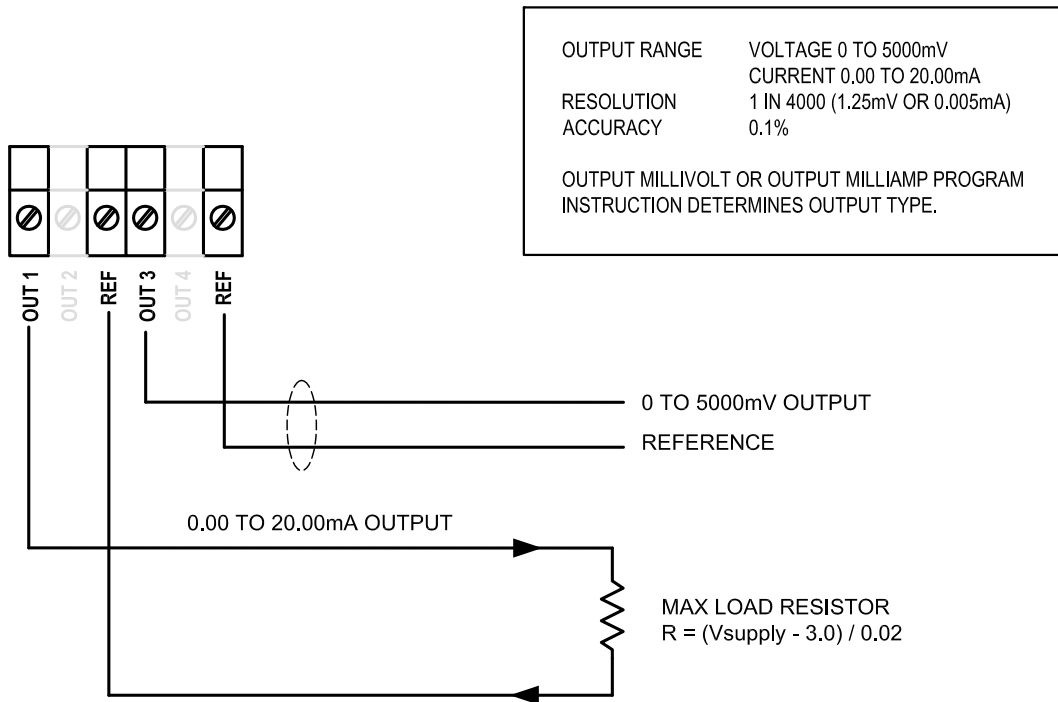 OUTPUT RANGE VOLTAGE 0 TO 5000mV
CURRENT 0.00 TO 20.00mA
RESOLUTION 1 IN 4000 (1.25mV OR 0.005mA)
ACCURACY 0.1%
OUTPUT MILLIVOLT OR OUTPUT MILLIAMP PROGRAM
INSTRUCTION DETERMINES OUTPUT TYPE.
OUT 1
OUT 2
REF
OUT 3
OUT 4
REF
0 TO 5000mV OUTPUT
REFERENCE
0.00 TO 20.00mA OUTPUT
MAX LOAD RESISTOR
R = (Vsupply - 3.0) / 0.02